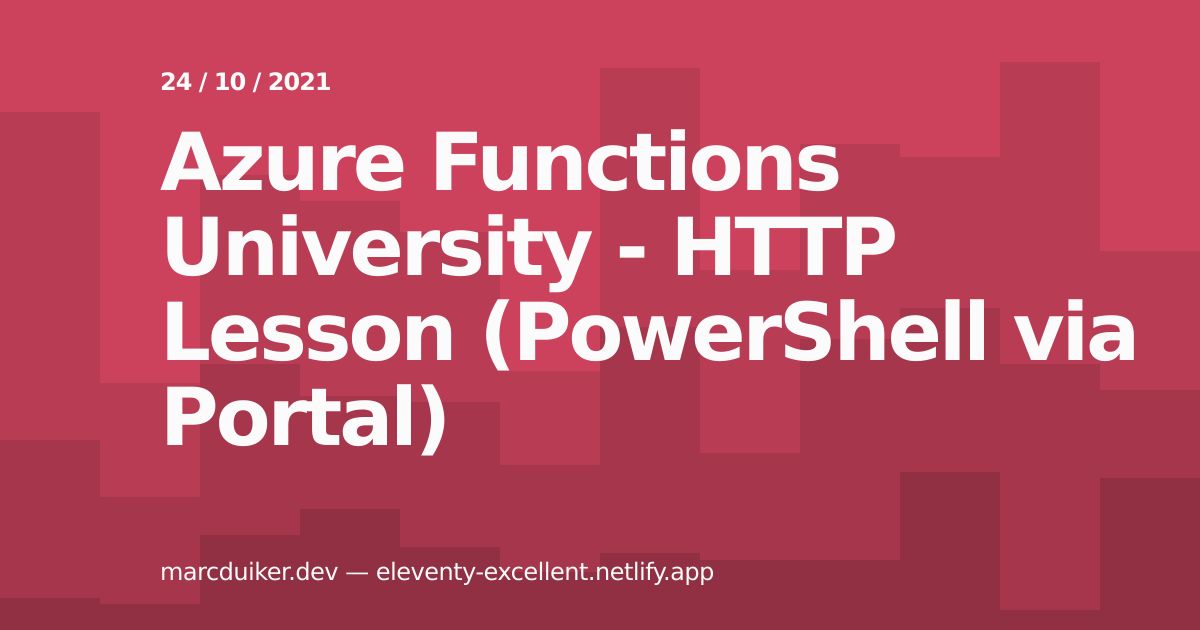 24 / 10 / 2021
Azure Functions
University - HTTP
Lesson (PowerShell via
Portal)
marcduiker.dev — eleventy-excellent.netlify.app